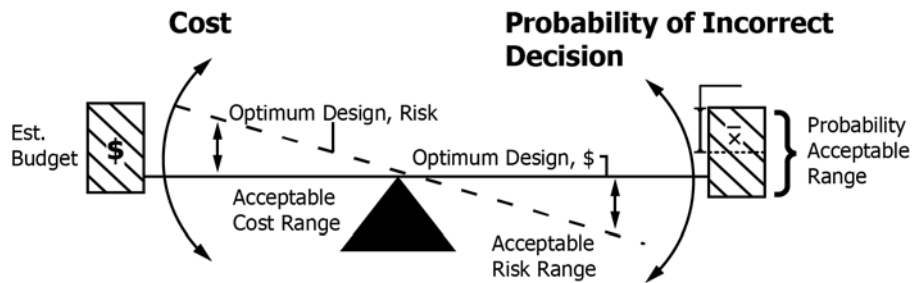 Cost
Probability of Incorrect
Decision
Est.
Budget
$
Optimum Design, Risk
Optimum Design, $
Acceptable
Cost Range
Acceptable
Risk Range
x̄
Probability
Acceptable
Range